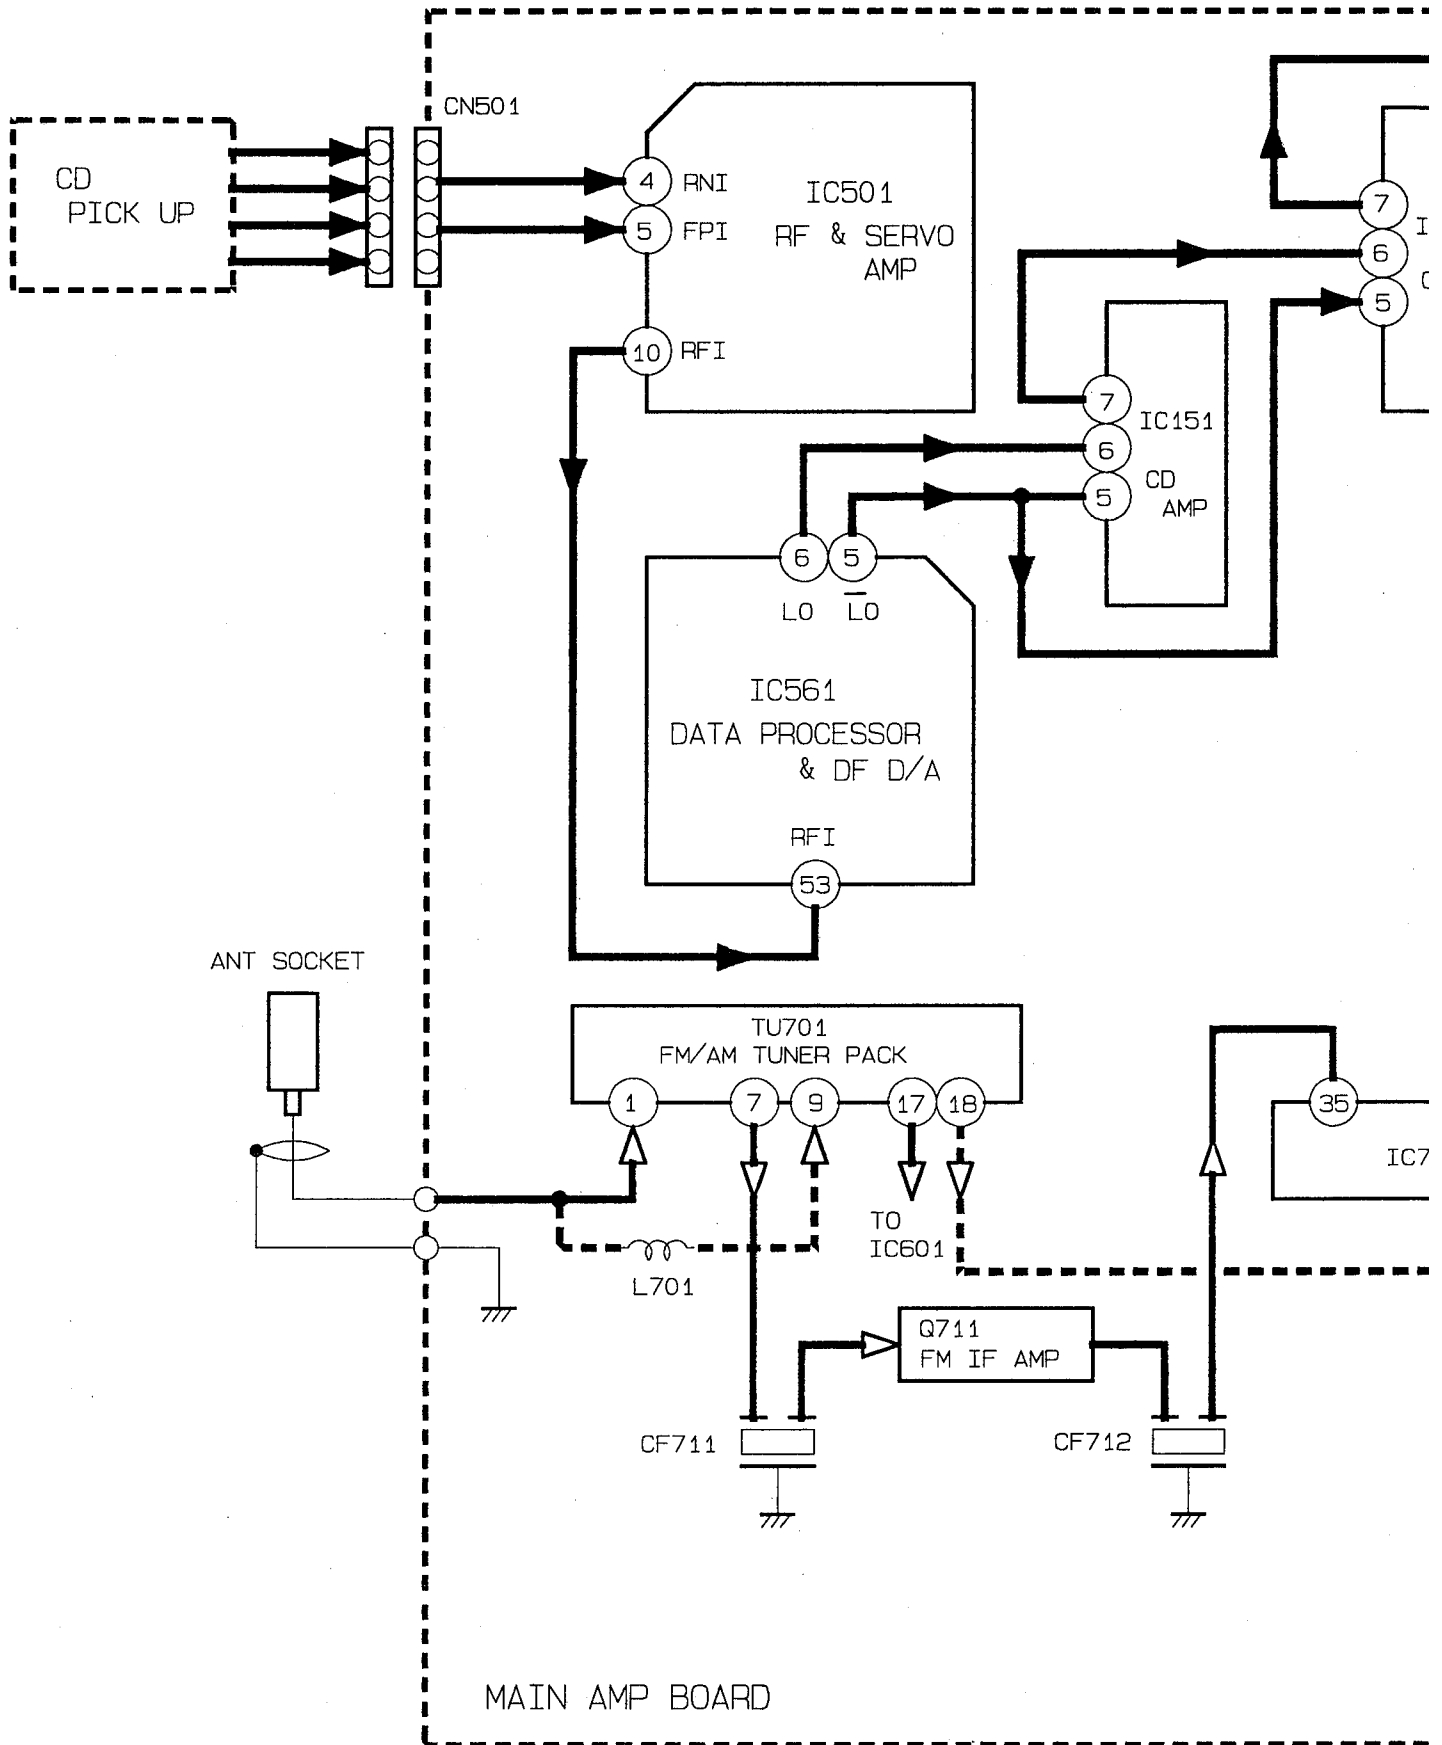 CN501
CD
PICK UP
4 RNI
5 FPI
10 RFI
IC501
RF & SERVO
AMP
7
6
5
7
6
5
IC151
CD
AMP
6 5
LO L̅O
IC561
DATA PROCESSOR
& DF D/A
RFI
53
ANT SOCKET
TU701
FM/AM TUNER PACK
1 7 9 17 18
35
IC7
TO
IC601
L701
Q711
FM IF AMP
CF711
CF712
MAIN AMP BOARD